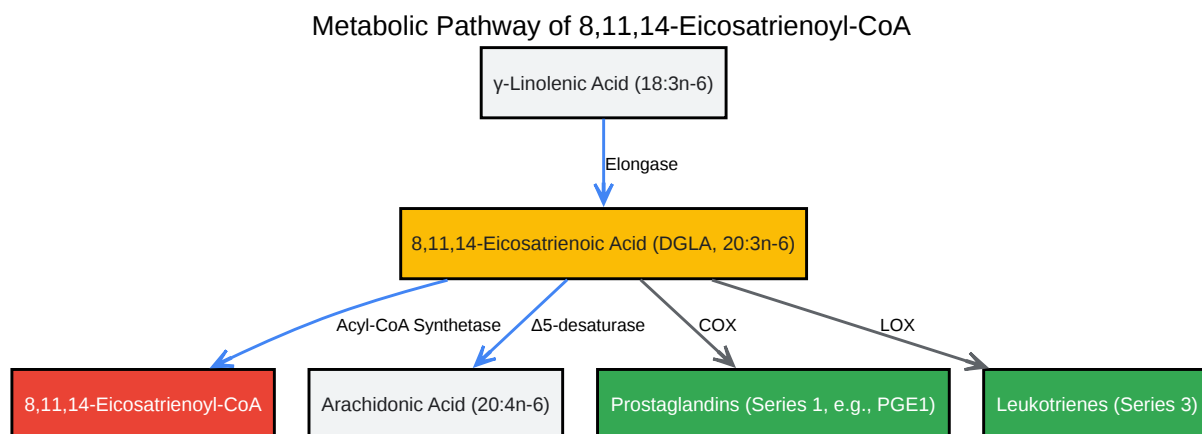 Metabolic Pathway of 8,11,14-Eicosatrienoyl-CoA
γ-Linolenic Acid (18:3n-6)
Elongase
8,11,14-Eicosatrienoic Acid (DGLA, 20:3n-6)
Acyl-CoA Synthetase
Δ5-desaturase
COX
LOX
8,11,14-Eicosatrienoyl-CoA
Arachidonic Acid (20:4n-6)
Prostaglandins (Series 1, e.g., PGE1)
Leukotrienes (Series 3)